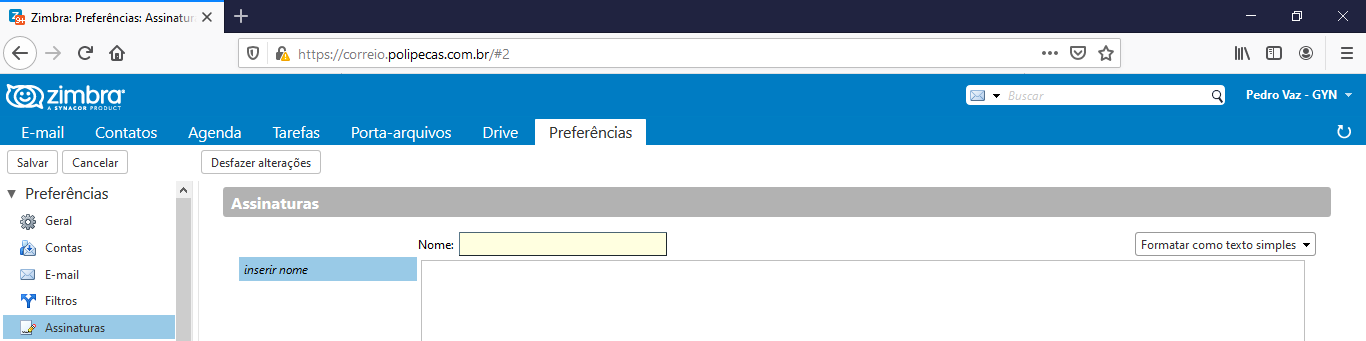 Zimbra: Preferências: Assinatur
https://correio.polipecas.com.br/#2
zimbra
A SYNACOR PRODUCT
Buscar
Pedro Vaz - GYN
E-mail Contatos Agenda Tarefas Porta-arquivos Drive Preferências
Salvar Cancelar Desfazer alterações
Preferências
Assinaturas
Geral
Nome:
Formatar como texto simples
Contas
inserir nome
E-mail
Filtros
Assinaturas